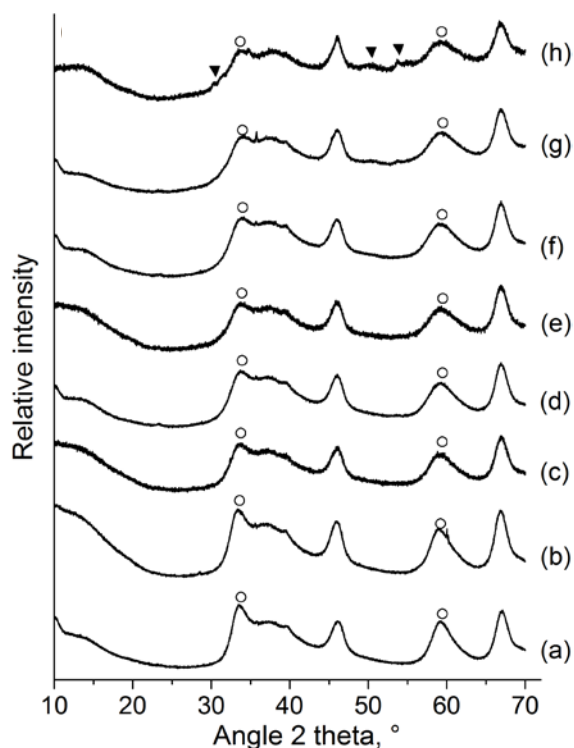 (h)
(g)
(f)
(e)
(d)
(c)
(b)
(a)
Relative intensity
10 20 30 40 50 60 70
Angle 2 theta, °